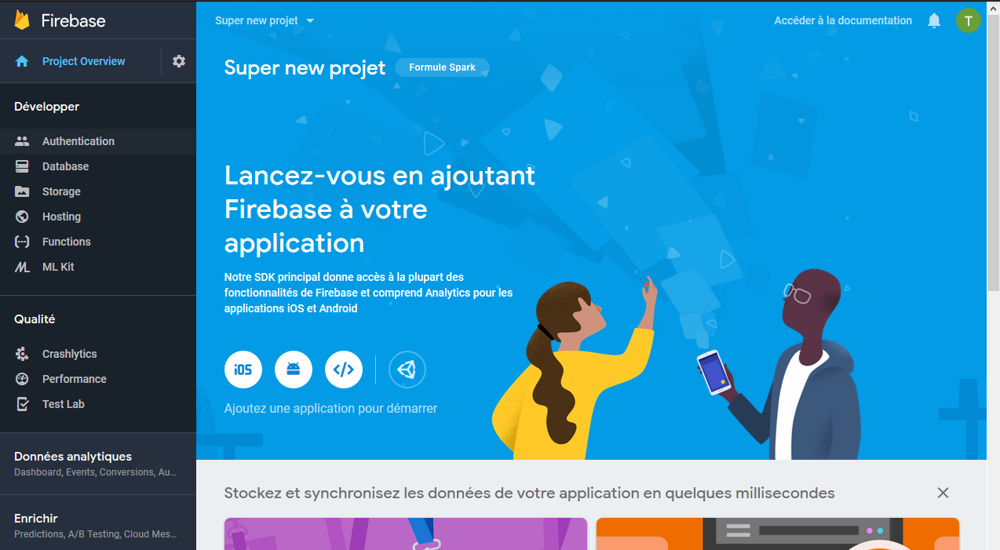 Firebase
Project Overview
Développer
Authentication
Database
Storage
Hosting
Functions
ML Kit
Qualité
Crashlytics
Performance
Test Lab
Données analytiques
Dashboard, Events, Conversions, Au...
Enrichir
Predictions, A/B Testing, Cloud Mes...
Super new projet
Accéder à la documentation
T
Super new projet
Formule Spark
Lancez-vous en ajoutant
Firebase à votre
application
Notre SDK principal donne accès à la plupart des
fonctionnalités de Firebase et comprend Analytics pour les
applications iOS et Android
iOS
</>
Ajoutez une application pour démarrer
Stockez et synchronisez les données de votre application en quelques millisecondes